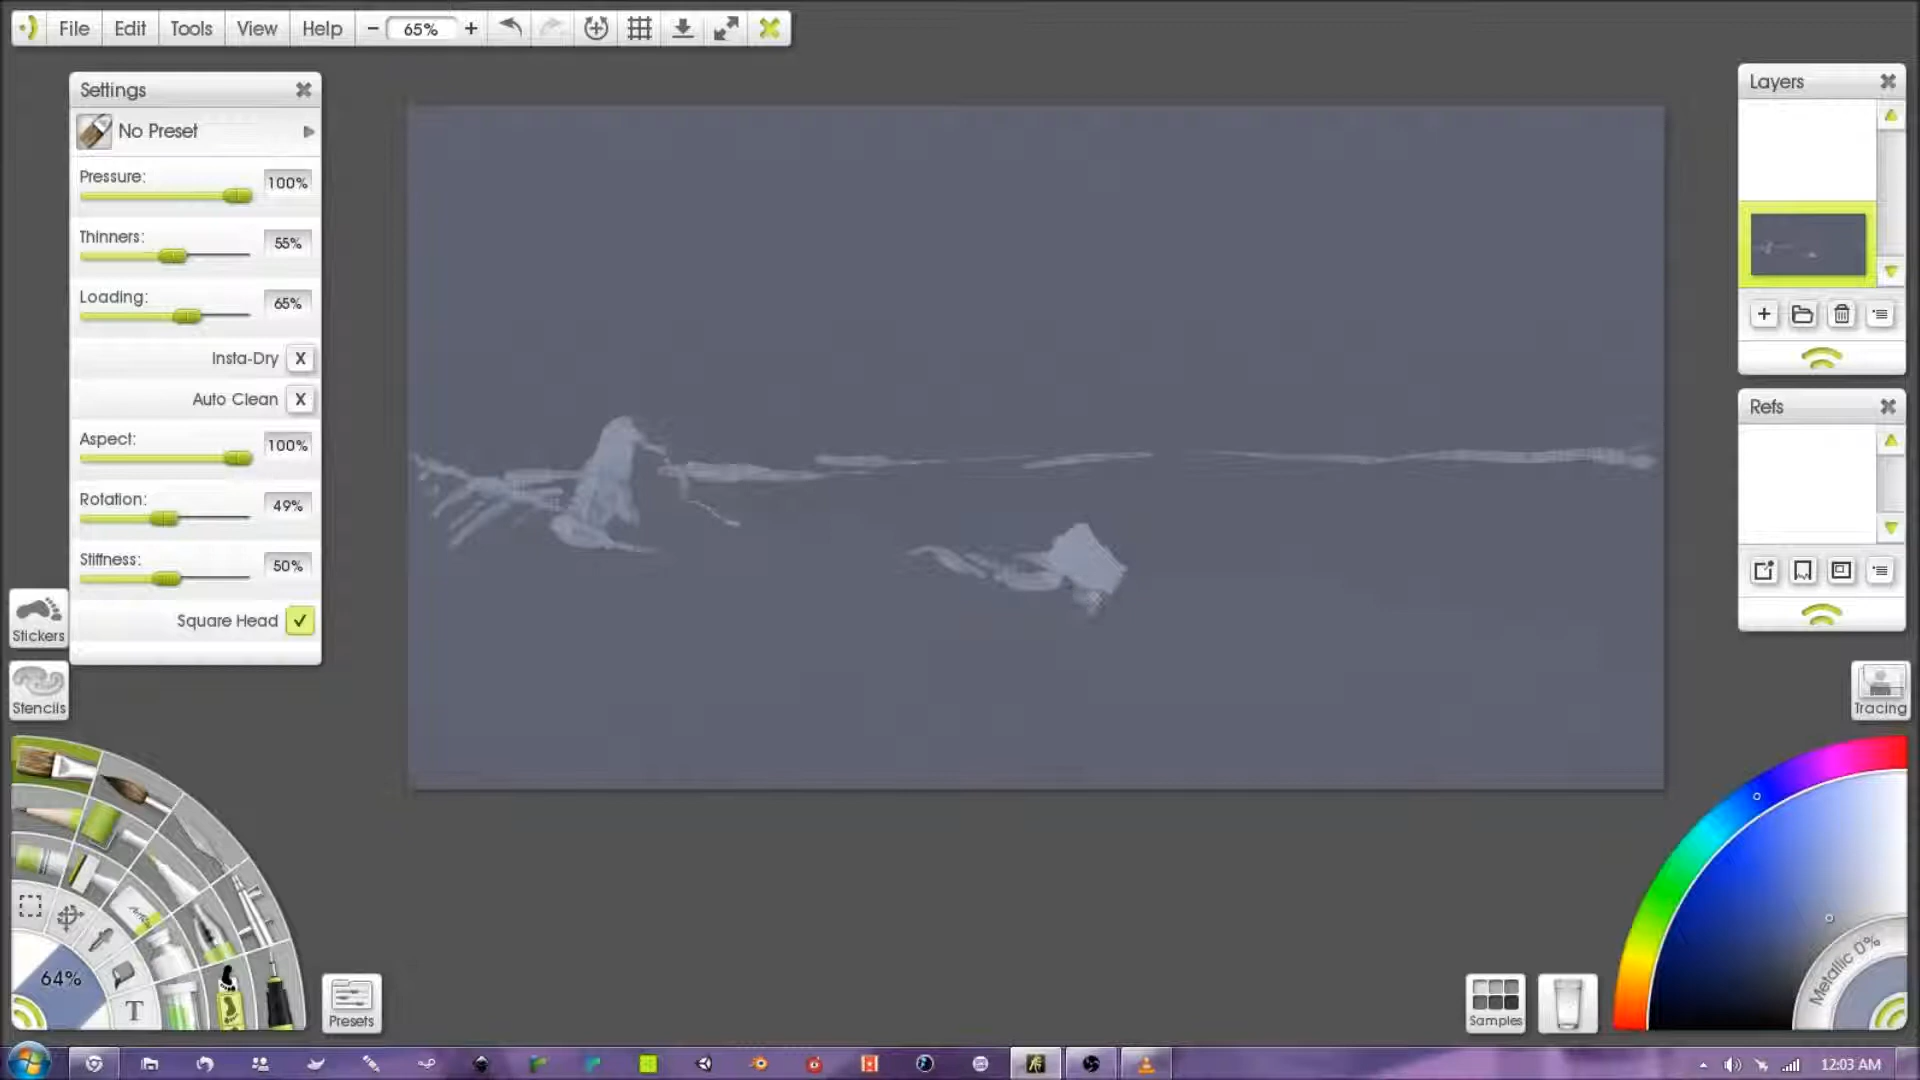 File Edit Tools View Help − 65% +
Settings
No Preset
Pressure: 100%
Thinners: 55%
Loading: 65%
Insta-Dry X
Auto Clean X
Aspect: 100%
Rotation: 49%
Stiffness: 50%
Square Head
Stickers
Stencils
64%
T
Presets
Layers
Refs
Tracing
Metallic 0%
Samples
12:03 AM